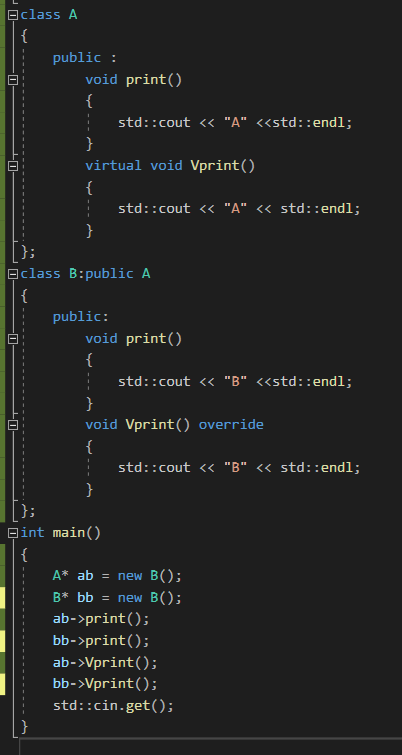 class A
{
    public :
        void print()
        {
            std::cout << "A" <<std::endl;
        }
        virtual void Vprint()
        {
            std::cout << "A" << std::endl;
        }
};
class B:public A
{
    public:
        void print()
        {
            std::cout << "B" <<std::endl;
        }
        void Vprint() override
        {
            std::cout << "B" << std::endl;
        }
};
int main()
{
    A* ab = new B();
    B* bb = new B();
    ab->print();
    bb->print();
    ab->Vprint();
    bb->Vprint();
    std::cin.get();
}